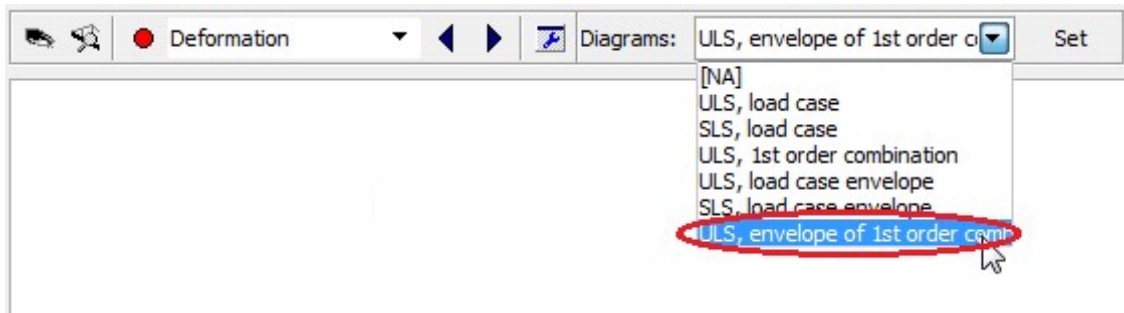 Deformation Diagrams: ULS, envelope of 1st order c Set
[NA]
ULS, load case
SLS, load case
ULS, 1st order combination
ULS, load case envelope
SLS, load case envelope
ULS, envelope of 1st order com